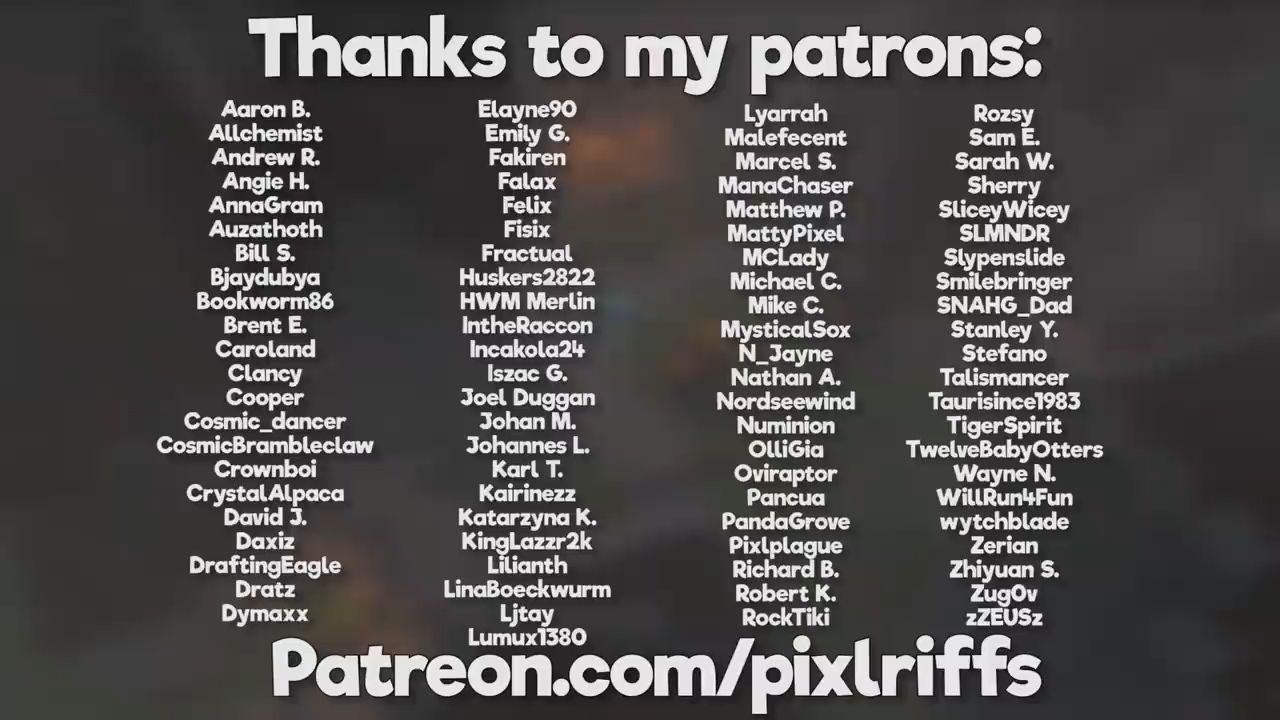 Thanks to my patrons:
Aaron B.
Allchemist
Andrew R.
Angie H.
AnnaGram
Auzathoth
Bill S.
Bjaydubya
Bookworm86
Brent E.
Caroland
Clancy
Cooper
Cosmic_dancer
CosmicBrambleclaw
Crownboi
CrystalAlpaca
David J.
Daxiz
DraftingEagle
Dratz
Dymaxx
Elayne90
Emily G.
Fakiren
Falax
Felix
Fisix
Fractual
Huskers2822
HWM Merlin
IntheRaccon
Incakola24
Iszac G.
Joel Duggan
Johan M.
Johannes L.
Karl T.
Kairinezz
Katarzyna K.
KingLazzr2k
Lilianth
LinaBoeckwurm
Ljtay
Lumux1380
Lyarrah
Malefecent
Marcel S.
ManaChaser
Matthew P.
MattyPixel
MCLady
Michael C.
Mike C.
MysticalSox
N_Jayne
Nathan A.
Nordseewind
Numinion
OlliGia
Oviraptor
Pancua
PandaGrove
Pixlplague
Richard B.
Robert K.
RockTiki
Rozsy
Sam E.
Sarah W.
Sherry
SliceyWicey
SLMNDR
Slypenslide
Smilebringer
SNAHG_Dad
Stanley Y.
Stefano
Talismancer
Taurisince1983
TigerSpirit
TwelveBabyOtters
Wayne N.
WillRun4Fun
wytchblade
Zerian
Zhiyuan S.
Zug0v
zZEUSz
Patreon.com/pixlriffs